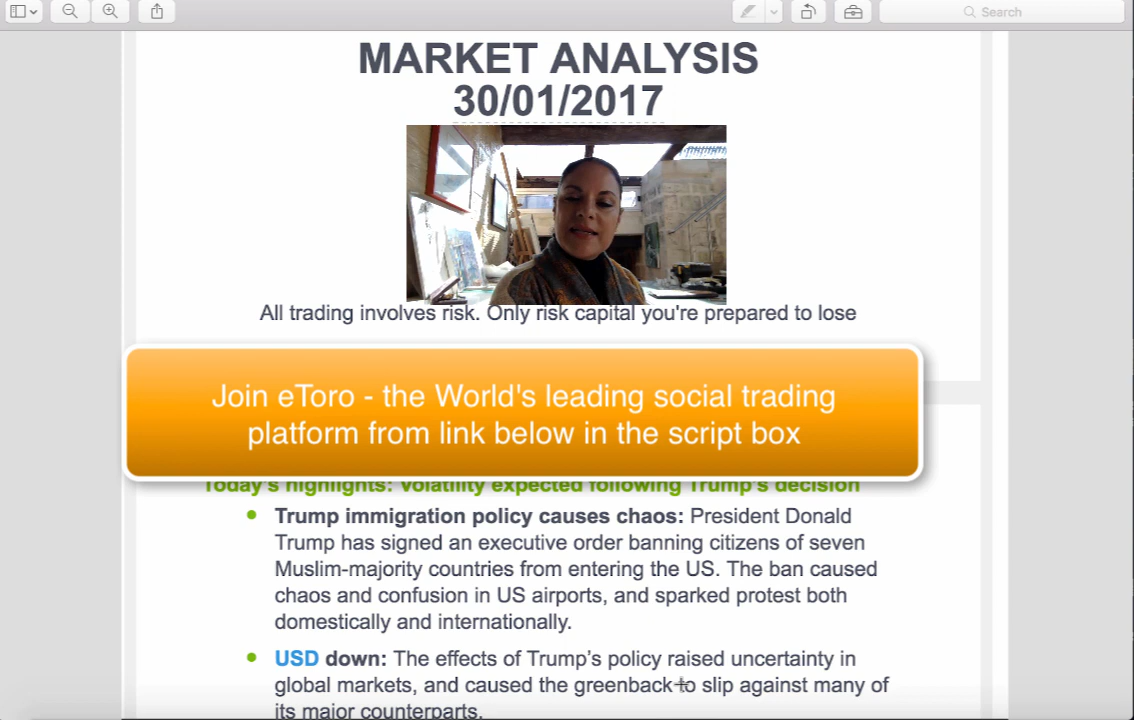 Search
MARKET ANALYSIS
30/01/2017
All trading involves risk. Only risk capital you're prepared to lose
Join eToro - the World's leading social trading
platform from link below in the script box
Today's highlights: Volatility expected following Trump's decision
Trump immigration policy causes chaos: President Donald
Trump has signed an executive order banning citizens of seven
Muslim-majority countries from entering the US. The ban caused
chaos and confusion in US airports, and sparked protest both
domestically and internationally.
USD down: The effects of Trump’s policy raised uncertainty in
global markets, and caused the greenback to slip against many of
its major counterparts.